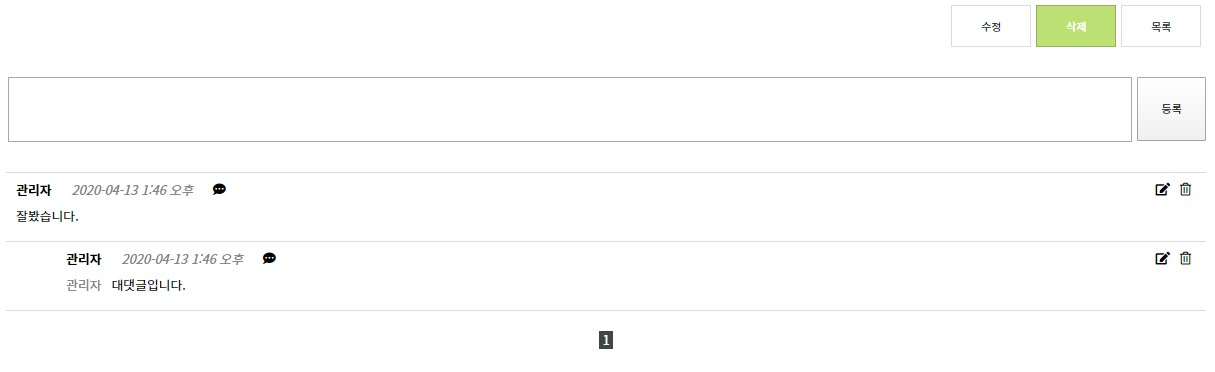 수정 삭제 목록
등록
관리자 2020-04-13 1:46 오후
잘봤습니다.
관리자 2020-04-13 1:46 오후
관리자 대댓글입니다.
1